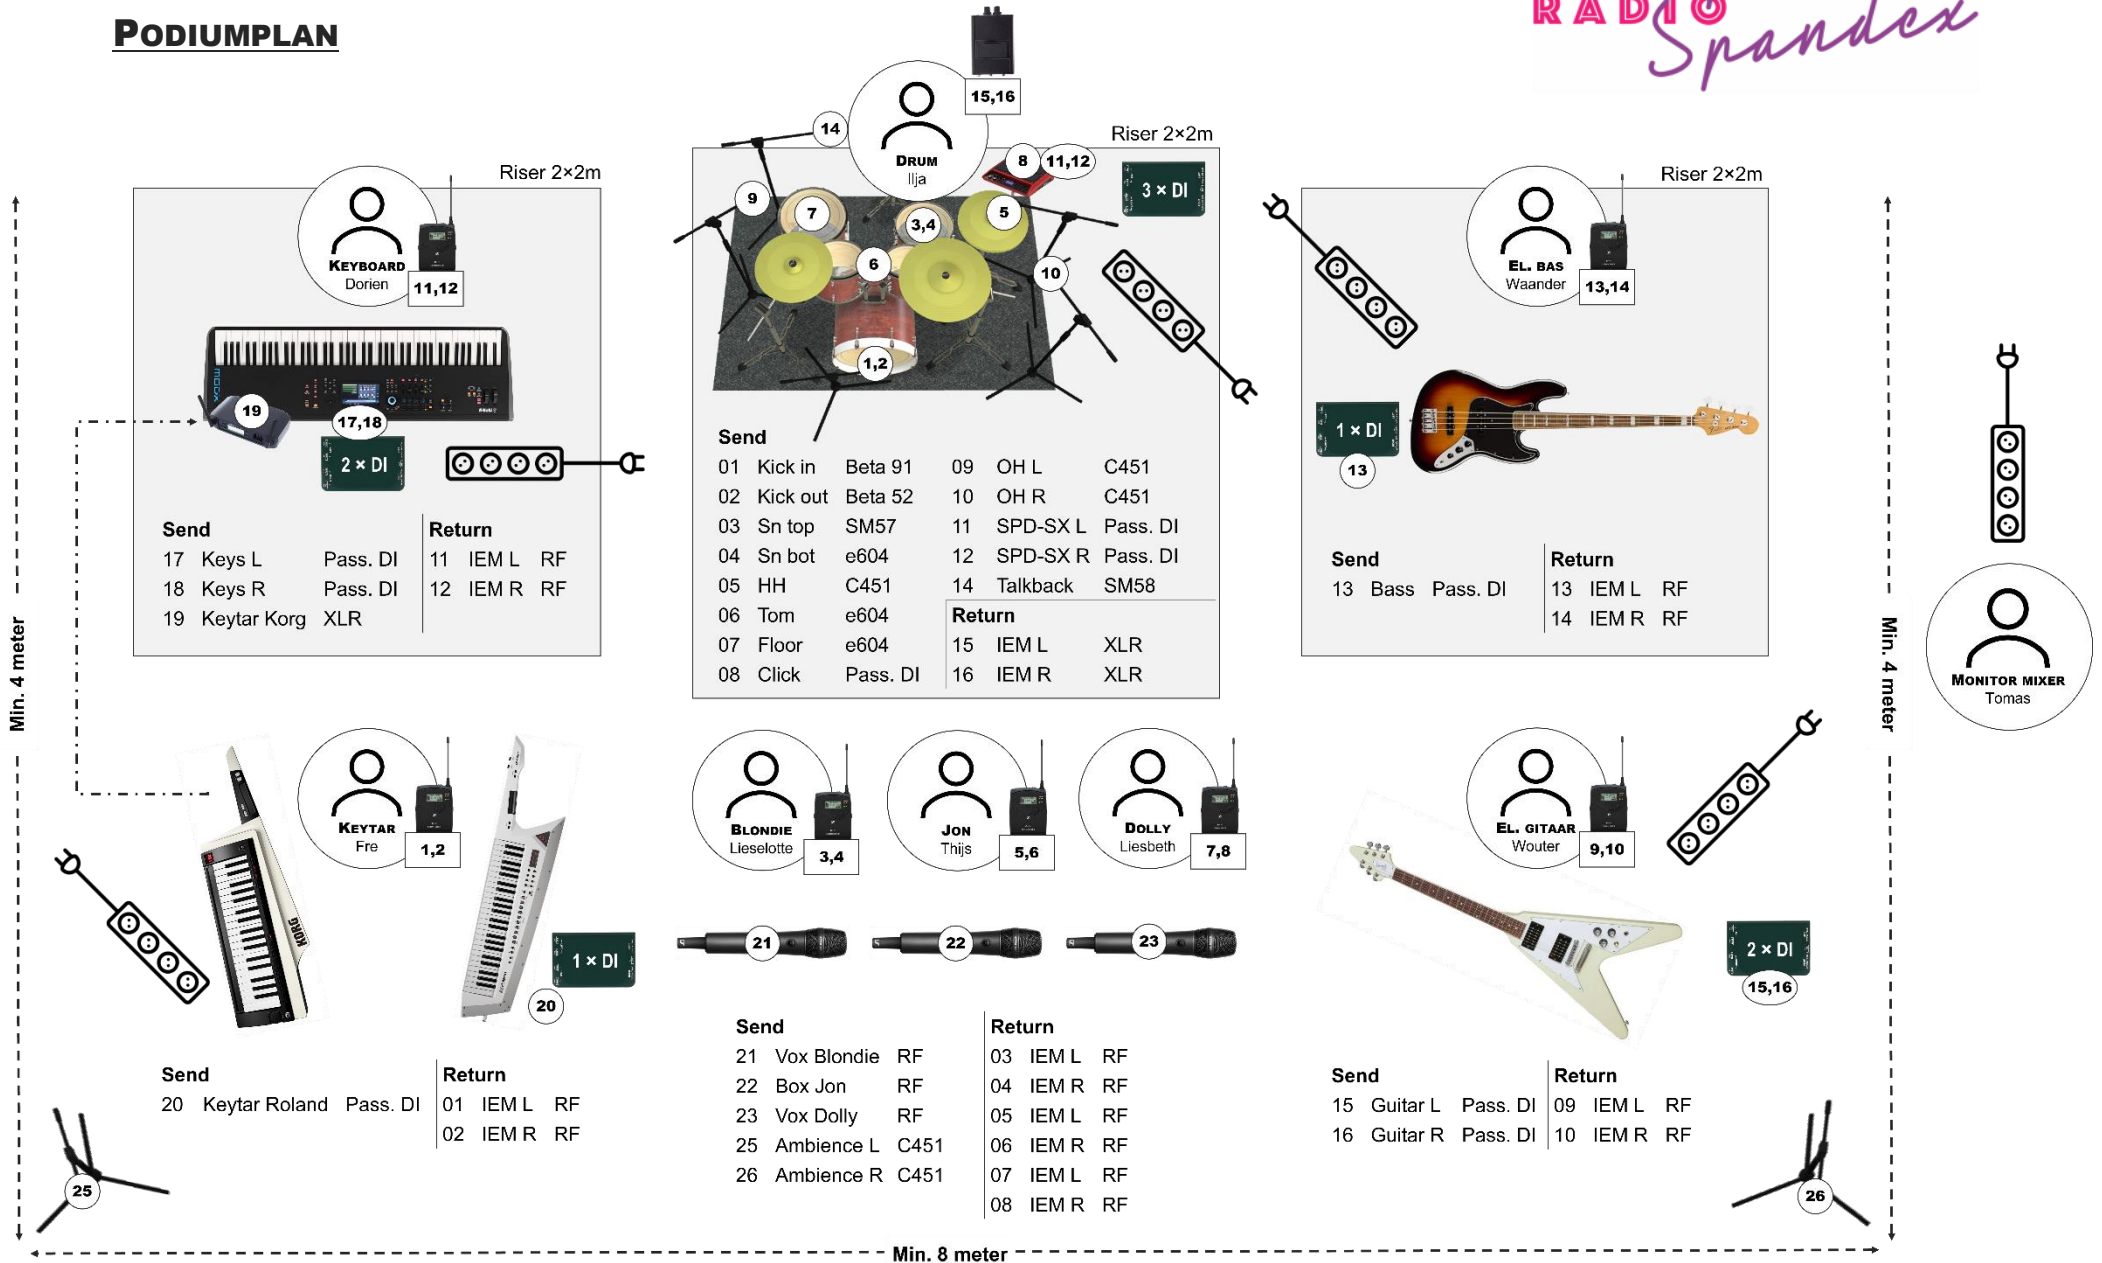 PODIUMPLAN
RADIO
Spandex
15,16
14
DRUM
Ilja
Riser 2×2m
8
11,12
3 × DI
9
7
3,4
5
6
10
1,2
Send
01 Kick in Beta 91
02 Kick out Beta 52
03 Sn top SM57
04 Sn bot e604
05 HH C451
06 Tom e604
07 Floor e604
08 Click Pass. DI
09 OH L C451
10 OH R C451
11 SPD-SX L Pass. DI
12 SPD-SX R Pass. DI
14 Talkback SM58
Return
15 IEM L XLR
16 IEM R XLR
Riser 2×2m
KEYBOARD
Dorien
11,12
MODX
19
17,18
2 × DI
Send
17 Keys L Pass. DI
18 Keys R Pass. DI
19 Keytar Korg XLR
Return
11 IEM L RF
12 IEM R RF
Riser 2×2m
EL. BAS
Waander
13,14
1 × DI
13
Send
13 Bass Pass. DI
Return
13 IEM L RF
14 IEM R RF
Min. 4 meter
Min. 4 meter
MONITOR MIXER
Tomas
KEYTAR
Fre
1,2
KORG
1 × DI
20
Send
20 Keytar Roland Pass. DI
Return
01 IEM L RF
02 IEM R RF
25
BLONDIE
Lieselotte
3,4
JON
Thijs
5,6
DOLLY
Liesbeth
7,8
21
22
23
Send
21 Vox Blondie RF
22 Box Jon RF
23 Vox Dolly RF
25 Ambience L C451
26 Ambience R C451
Return
03 IEM L RF
04 IEM R RF
05 IEM L RF
06 IEM R RF
07 IEM L RF
08 IEM R RF
EL. GITAAR
Wouter
9,10
2 × DI
15,16
Send
15 Guitar L Pass. DI
16 Guitar R Pass. DI
Return
09 IEM L RF
10 IEM R RF
26
Min. 8 meter